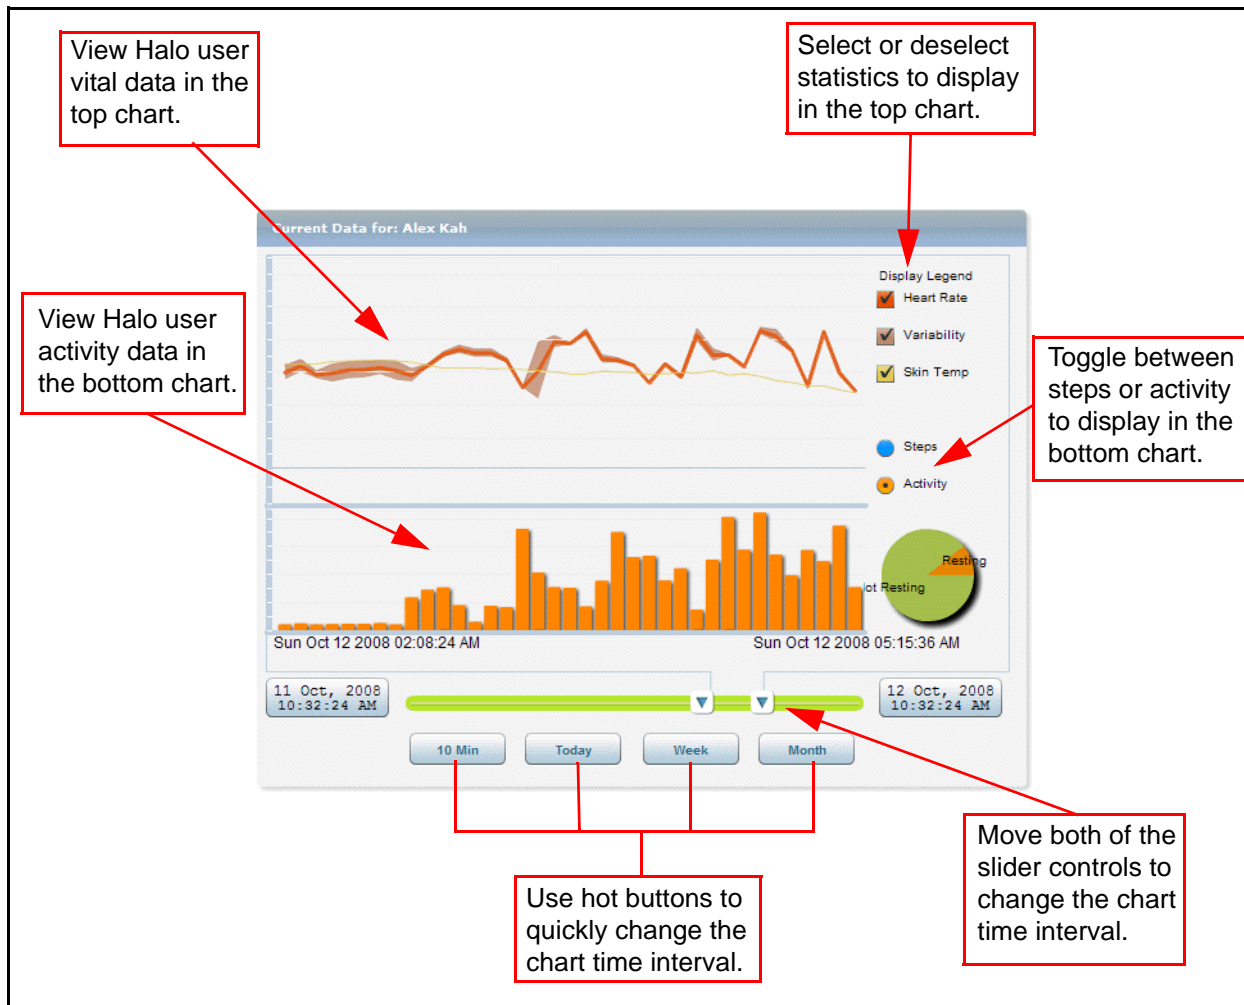 View Halo user
vital data in the
top chart.
Select or deselect
statistics to display
in the top chart.
Current Data for: Alex Kah
Display Legend
Heart Rate
Variability
Skin Temp
View Halo user
activity data in
the bottom chart.
Toggle between
steps or activity
to display in the
bottom chart.
Steps
Activity
Resting
ot Resting
Sun Oct 12 2008 02:08:24 AM
Sun Oct 12 2008 05:15:36 AM
11 Oct, 2008
10:32:24 AM
12 Oct, 2008
10:32:24 AM
10 Min
Today
Week
Month
Use hot buttons to
quickly change the
chart time interval.
Move both of the
slider controls to
change the chart
time interval.